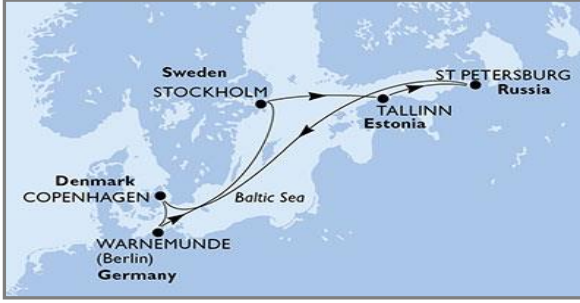 Sweden
STOCKHOLM
ST PETERSBURG
Russia
TALLINN
Estonia
Denmark
COPENHAGEN
Baltic Sea
WARNEMUNDE
(Berlin)
Germany